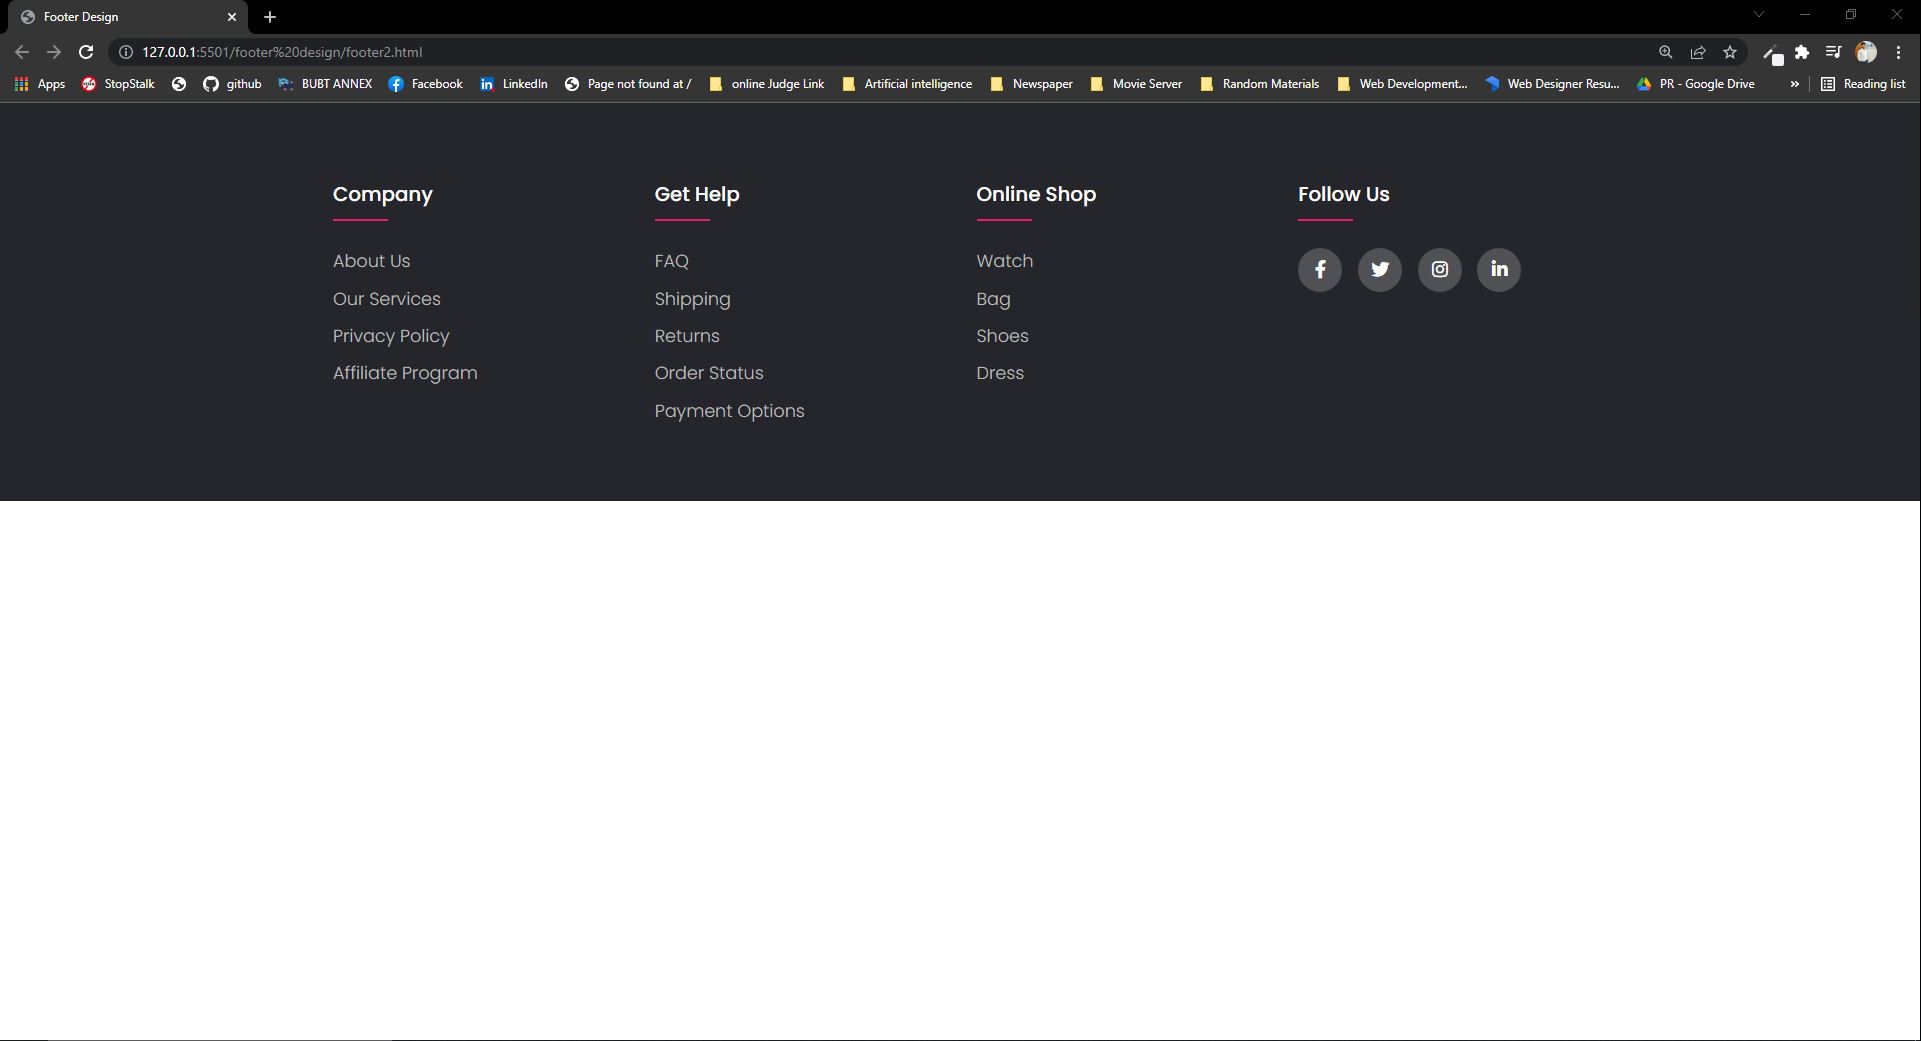 Footer Design
127.0.0.1:5501/footer%20design/footer2.html
Apps StopStalk github BUBT ANNEX Facebook LinkedIn Page not found at / online Judge Link Artificial intelligence Newspaper Movie Server Random Materials Web Development... Web Designer Resu... PR - Google Drive » Reading list
Company Get Help Online Shop Follow Us
About Us FAQ Watch
Our Services Shipping Bag
Privacy Policy Returns Shoes
Affiliate Program Order Status Dress
Payment Options